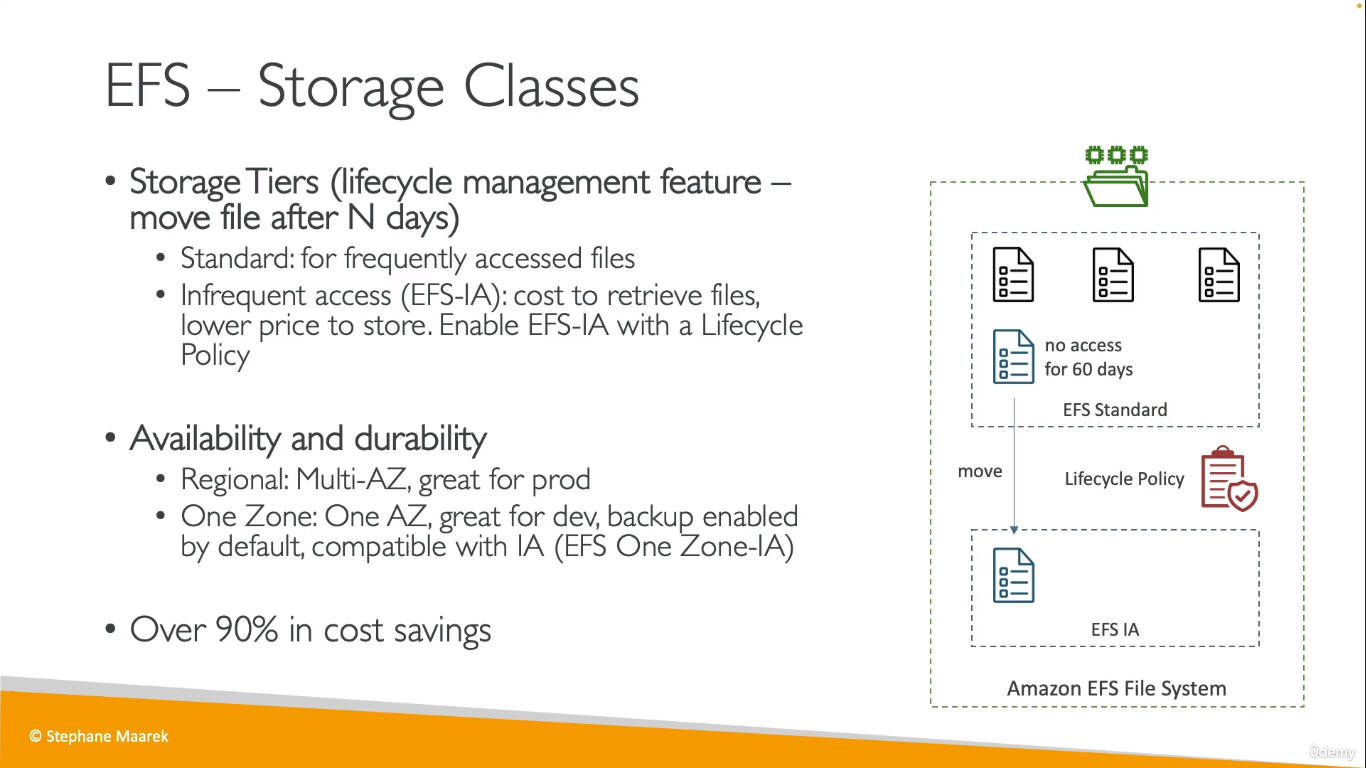 EFS – Storage Classes
• Storage Tiers (lifecycle management feature –
move file after N days)
• Standard: for frequently accessed files
• Infrequent access (EFS-IA): cost to retrieve files,
lower price to store. Enable EFS-IA with a Lifecycle
Policy
• Availability and durability
• Regional: Multi-AZ, great for prod
• One Zone: One AZ, great for dev, backup enabled
by default, compatible with IA (EFS One Zone-IA)
• Over 90% in cost savings
no access
for 60 days
EFS Standard
move
Lifecycle Policy
EFS IA
Amazon EFS File System
© Stephane Maarek
ûdemy